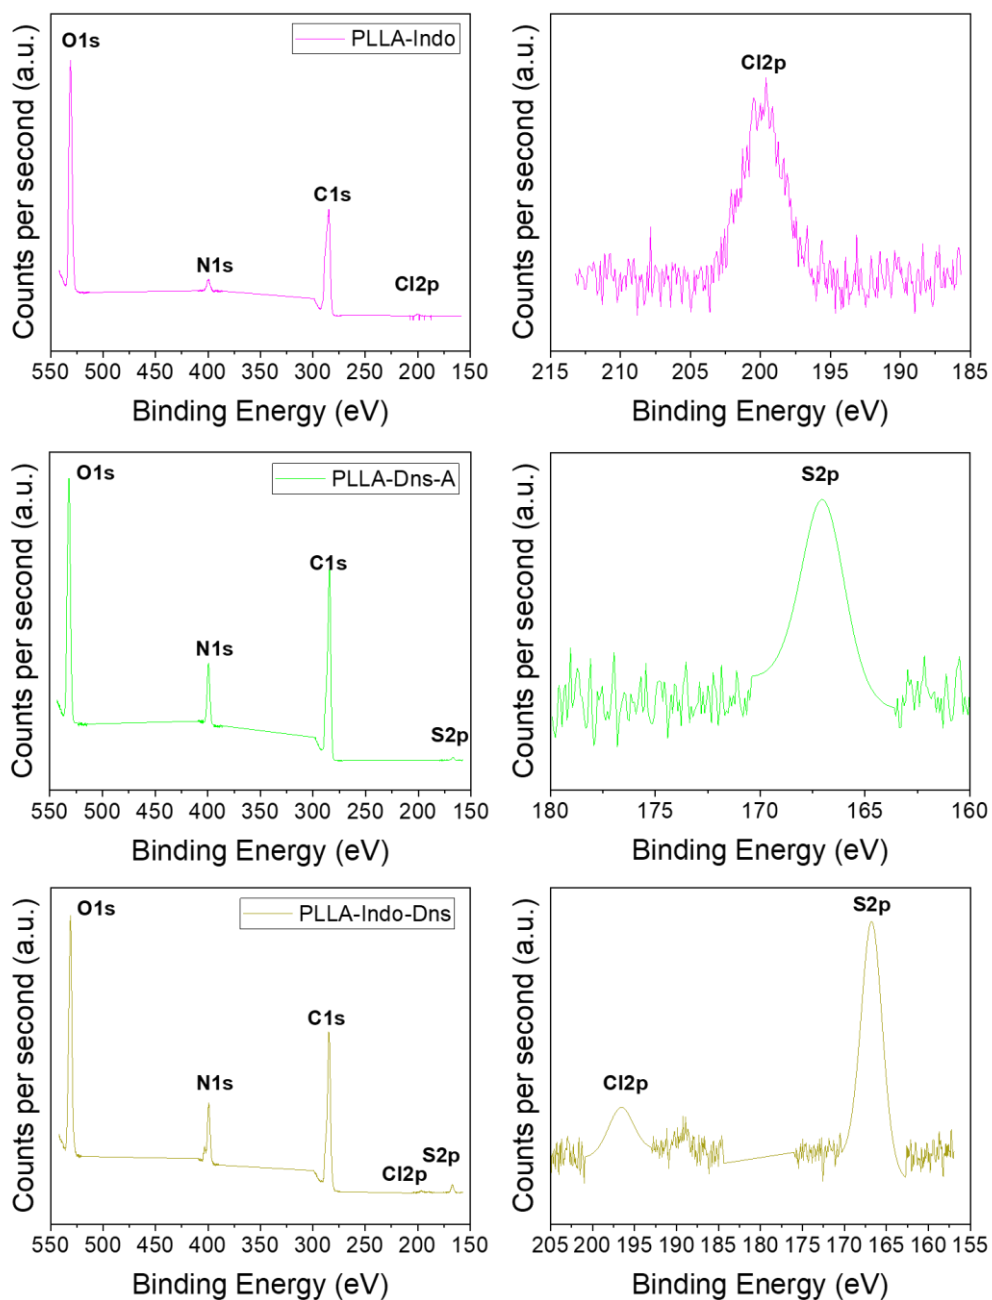 O1s
PLLA-Indo
C1s
N1s
Cl2p
Counts per second (a.u.)
550 500 450 400 350 300 250 200 150
Binding Energy (eV)
Cl2p
Counts per second (a.u.)
215 210 205 200 195 190 185
Binding Energy (eV)
O1s
PLLA-Dns-A
C1s
N1s
S2p
Counts per second (a.u.)
550 500 450 400 350 300 250 200 150
Binding Energy (eV)
S2p
Counts per second (a.u.)
180 175 170 165 160
Binding Energy (eV)
O1s
PLLA-Indo-Dns
C1s
N1s
S2p
Cl2p
Counts per second (a.u.)
550 500 450 400 350 300 250 200 150
Binding Energy (eV)
S2p
Cl2p
Counts per second (a.u.)
205 200 195 190 185 180 175 170 165 160 155
Binding Energy (eV)